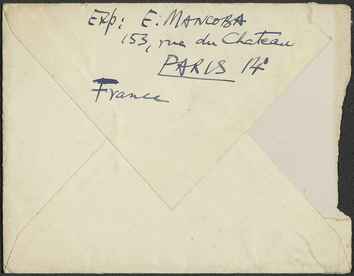 Exp: E. MANCOBA
153, rue du Chateau
PARIS 14e
France